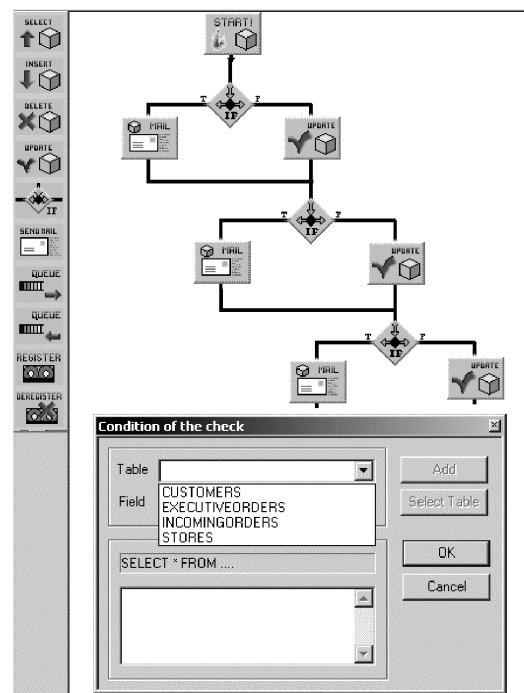 SELECT
INSERT
DELETE
UPDATE
IF
SEND MAIL
QUEUE
QUEUE
REGISTER
DEREGISTER
START!
T
F
IF
MAIL
UPDATE
T
F
IF
MAIL
UPDATE
T
F
IF
MAIL
UPDATE
Condition of the check
Table
Add
Field
CUSTOMERS
EXECUTIVEORDERS
INCOMINGORDERS
STORES
Select Table
SELECT * FROM ....
OK
Cancel